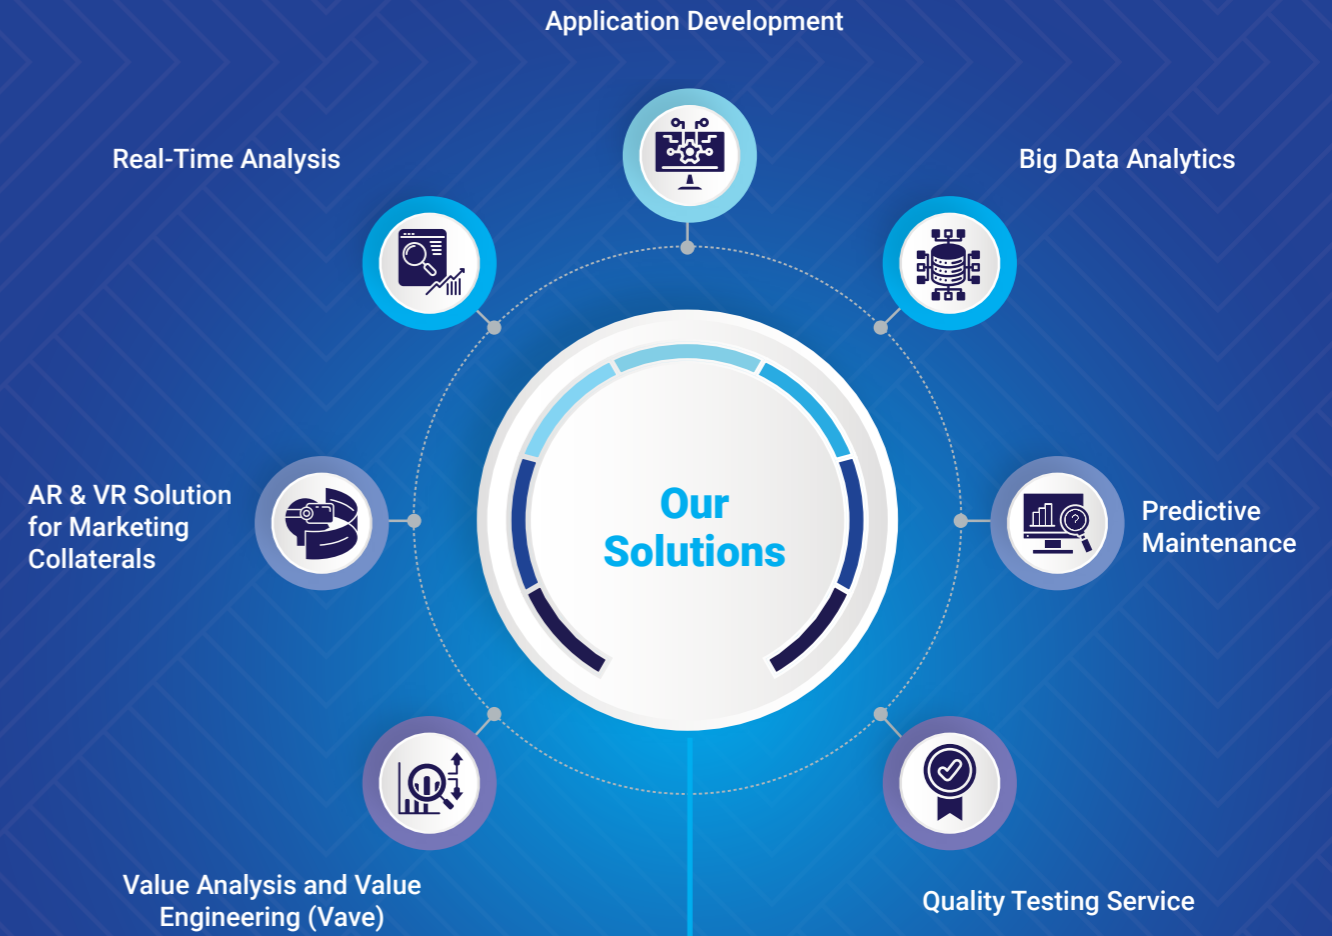 Application Development
Real-Time Analysis
Big Data Analytics
AR & VR Solution
for Marketing
Collaterals
Our
Solutions
Predictive
Maintenance
Value Analysis and Value
Engineering (Vave)
Quality Testing Service